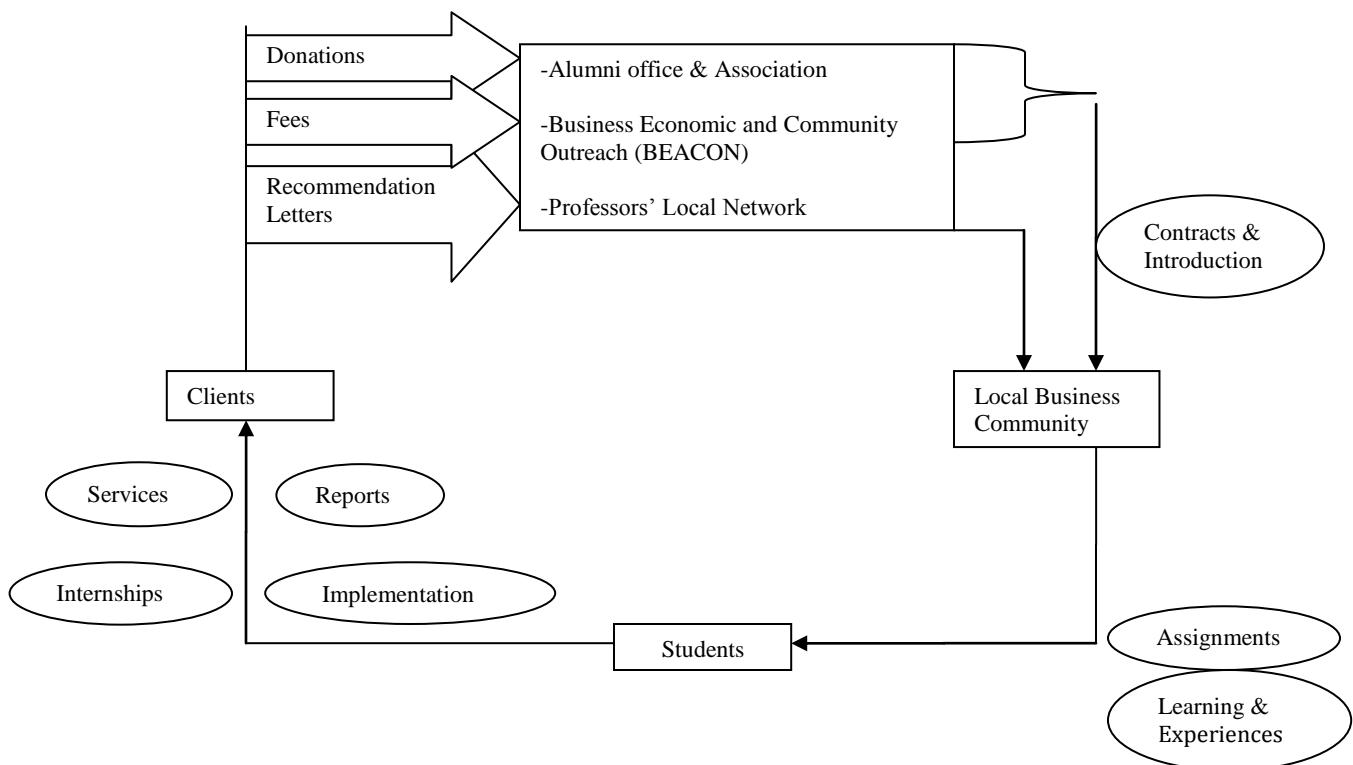 Donations
Fees
Recommendation
Letters
-Alumni office & Association
-Business Economic and Community
Outreach (BEACON)
-Professors’ Local Network
Contracts &
Introduction
Clients
Local Business
Community
Services
Reports
Internships
Implementation
Students
Assignments
Learning &
Experiences